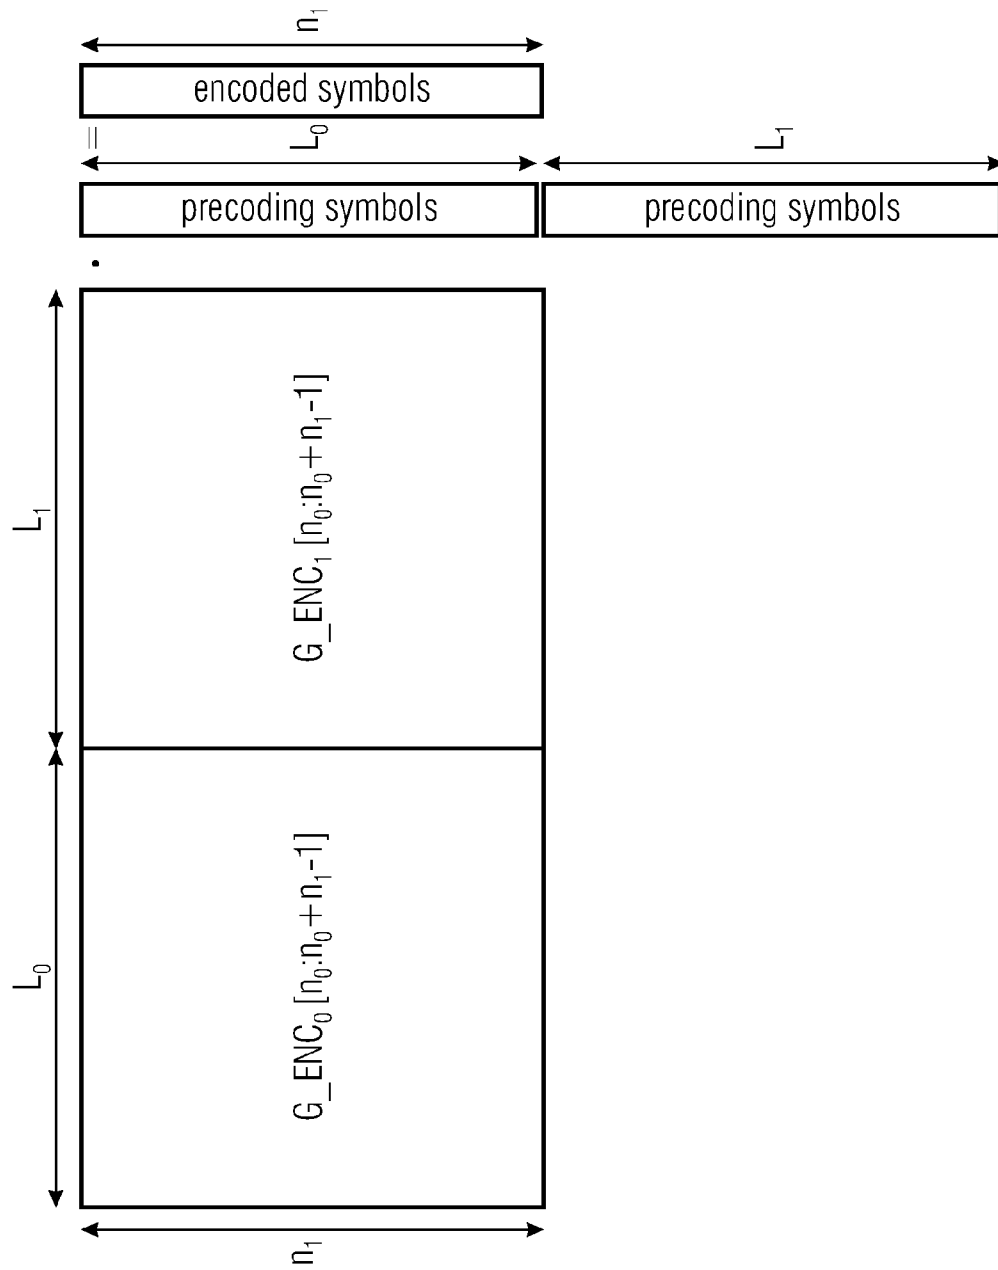 n₁
encoded symbols
=
L₀
L₁
precoding symbols
precoding symbols
·
L₁
G_ENC₁ [n₀:n₀+n₁-1]
L₀
G_ENC₀ [n₀:n₀+n₁-1]
n₁